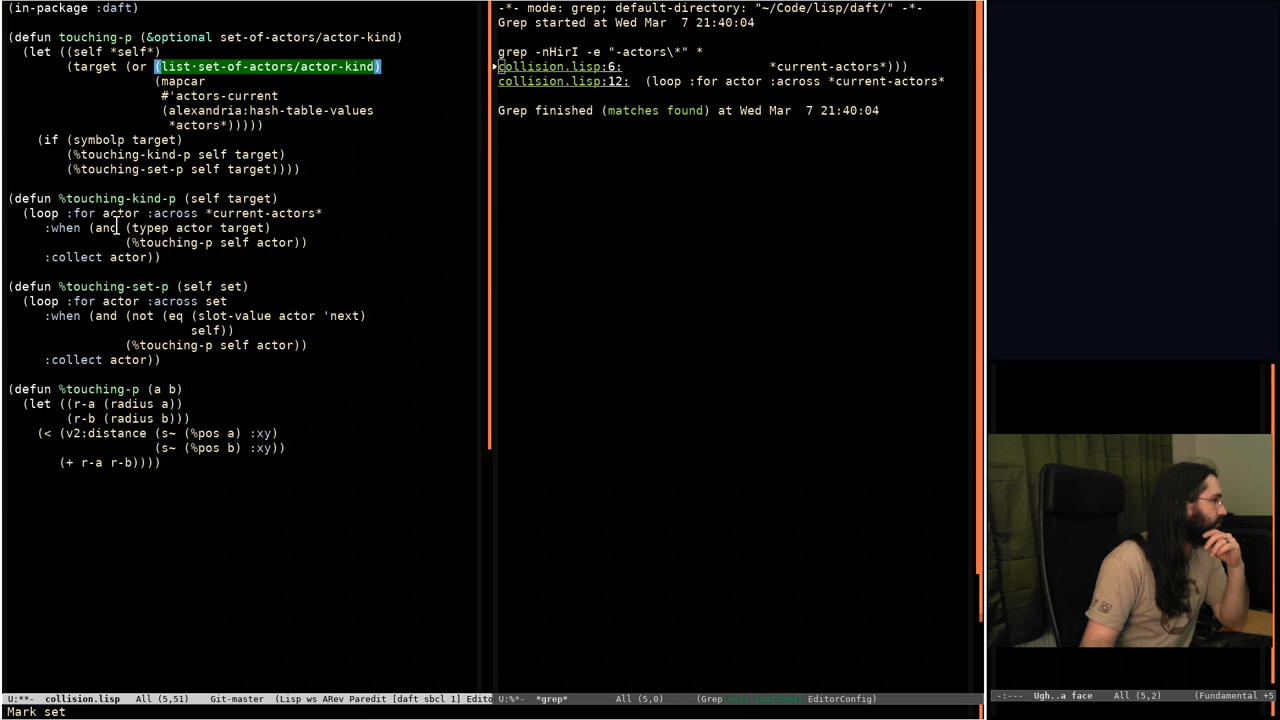 (in-package :daft)
(defun touching-p (&optional set-of-actors/actor-kind)
  (let ((self *self*)
        (target (or (list·set-of-actors/actor-kind)
                    (mapcar
                     #'actors-current
                     (alexandria:hash-table-values
                      *actors*)))))
    (if (symbolp target)
        (%touching-kind-p self target)
        (%touching-set-p self target))))
(defun %touching-kind-p (self target)
  (loop :for actor :across *current-actors*
     :when (and (typep actor target)
                (%touching-p self actor))
     :collect actor))
(defun %touching-set-p (self set)
  (loop :for actor :across set
     :when (and (not (eq (slot-value actor 'next)
                         self))
                (%touching-p self actor))
     :collect actor))
(defun %touching-p (a b)
  (let ((r-a (radius a))
        (r-b (radius b)))
    (< (v2:distance (s~ (%pos a) :xy)
                    (s~ (%pos b) :xy))
       (+ r-a r-b))))
U:**-  collision.lisp   All (5,51)   Git-master  (Lisp ws ARev Paredit [daft sbcl 1] Edito
Mark set
-*- mode: grep; default-directory: "~/Code/lisp/daft/" -*-
Grep started at Wed Mar  7 21:40:04
grep -nHirI -e "-actors\*" *
collision.lisp:6:                    *current-actors*)))
collision.lisp:12:  (loop :for actor :across *current-actors*
Grep finished (matches found) at Wed Mar  7 21:40:04
U:%*-  *grep*   All (5,0)   (Grep:exit [matched] EditorConfig)
-:---  Ugh..a face   All (5,2)   (Fundamental +5